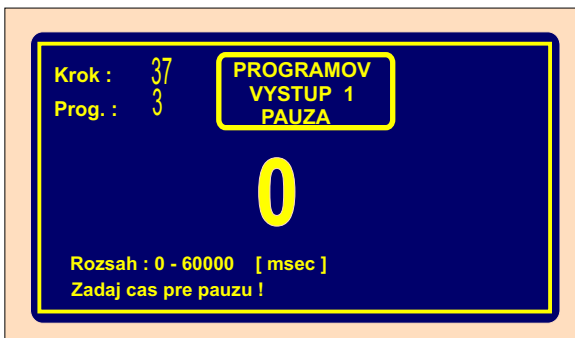 Krok : 37
Prog. : 3
PROGRAMOV
VYSTUP 1
PAUZA
0
Rozsah : 0 - 60000 [ msec ]
Zadaj cas pre pauzu !